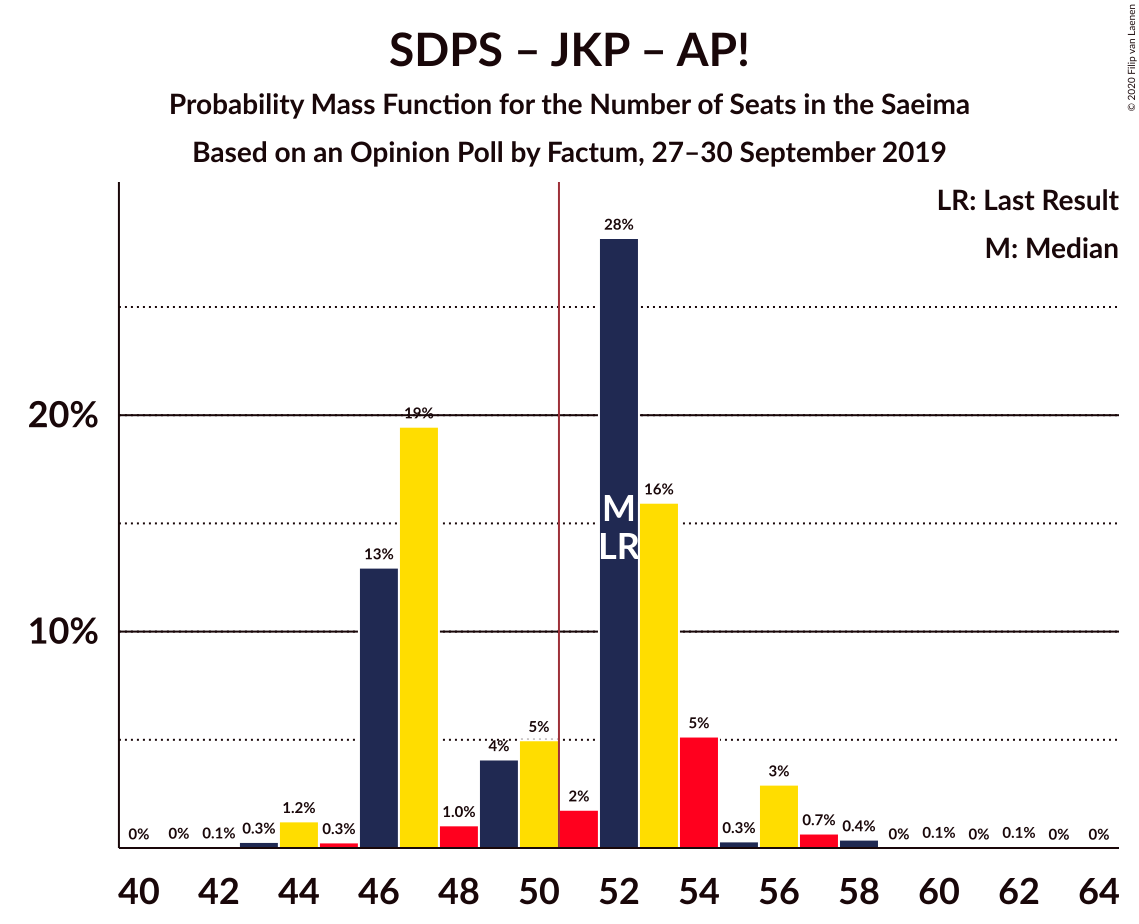 SDPS – JKP – AP!
Probability Mass Function for the Number of Seats in the Saeima
Based on an Opinion Poll by Factum, 27–30 September 2019
© 2020 Filip van Laenen
LR: Last Result
M: Median
28%
20%
19%
16%
M
LR
13%
10%
5%
5%
4%
3%
2%
1.2%
1.0%
0% 0% 0.1% 0.3% 0.3% 0.3% 0.7% 0.4% 0% 0.1% 0% 0.1% 0% 0%
40 42 44 46 48 50 52 54 56 58 60 62 64